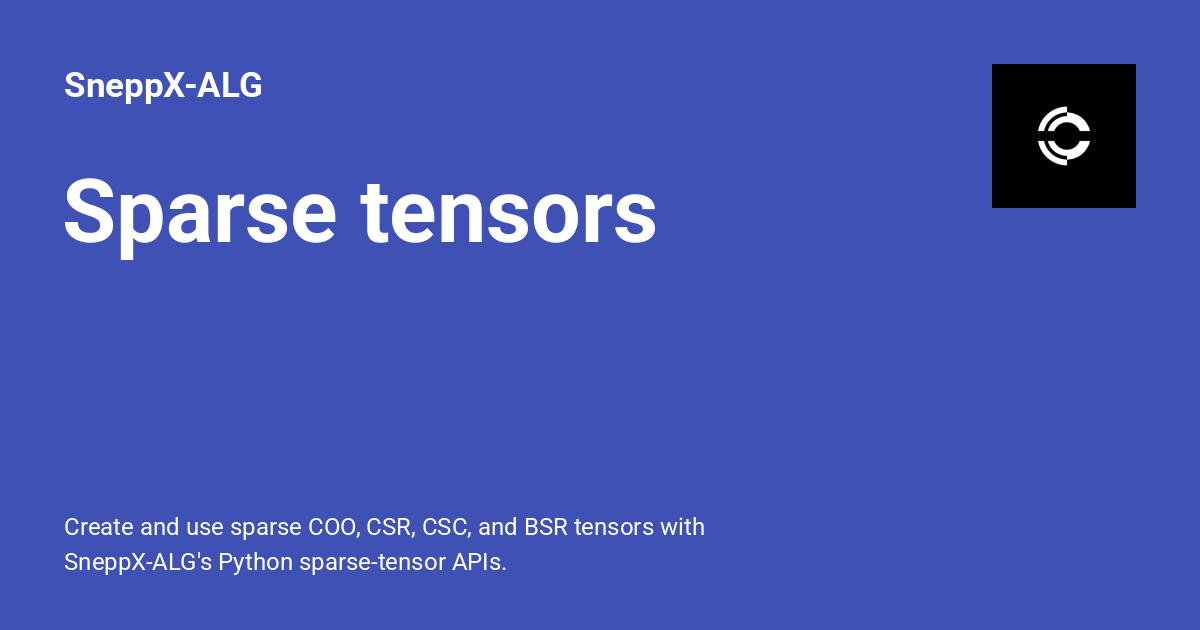 SneppX-ALG
Sparse tensors
Create and use sparse COO, CSR, CSC, and BSR tensors with
SneppX-ALG's Python sparse-tensor APIs.